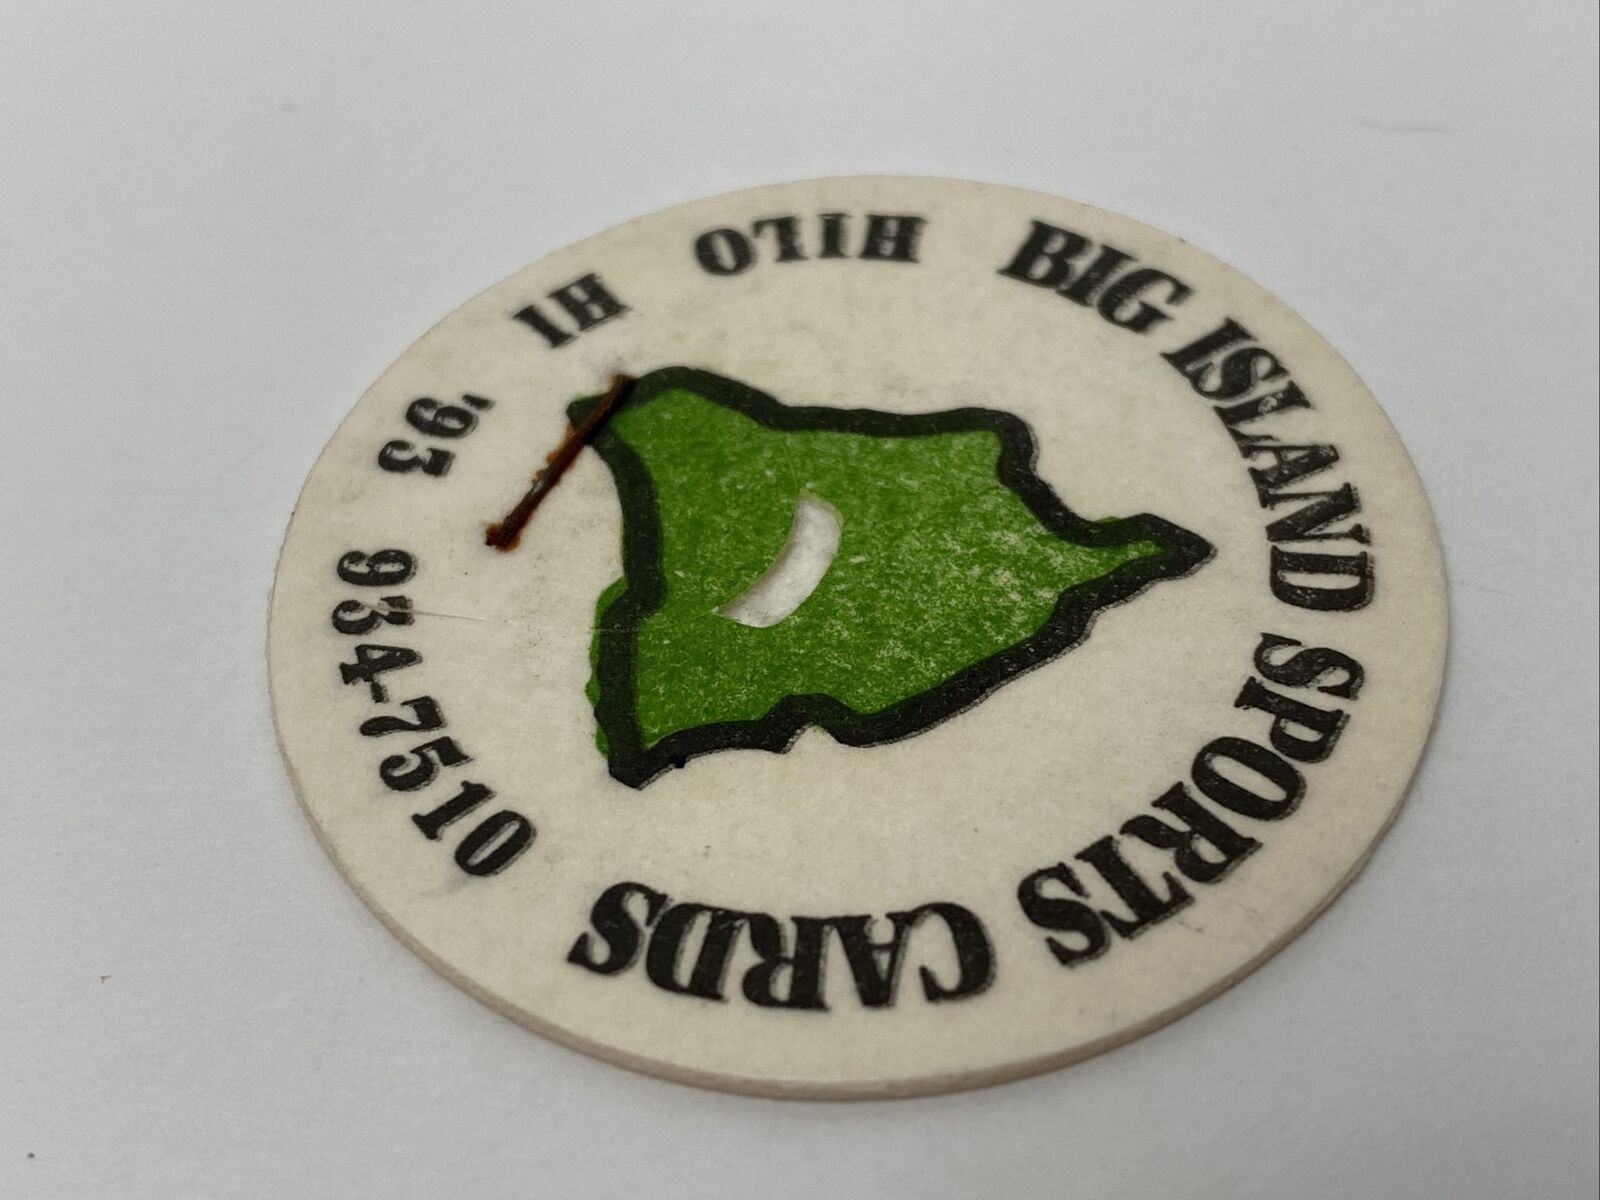 BIG ISLAND SPORTS CARDS
934-7510
'93
HILO HI